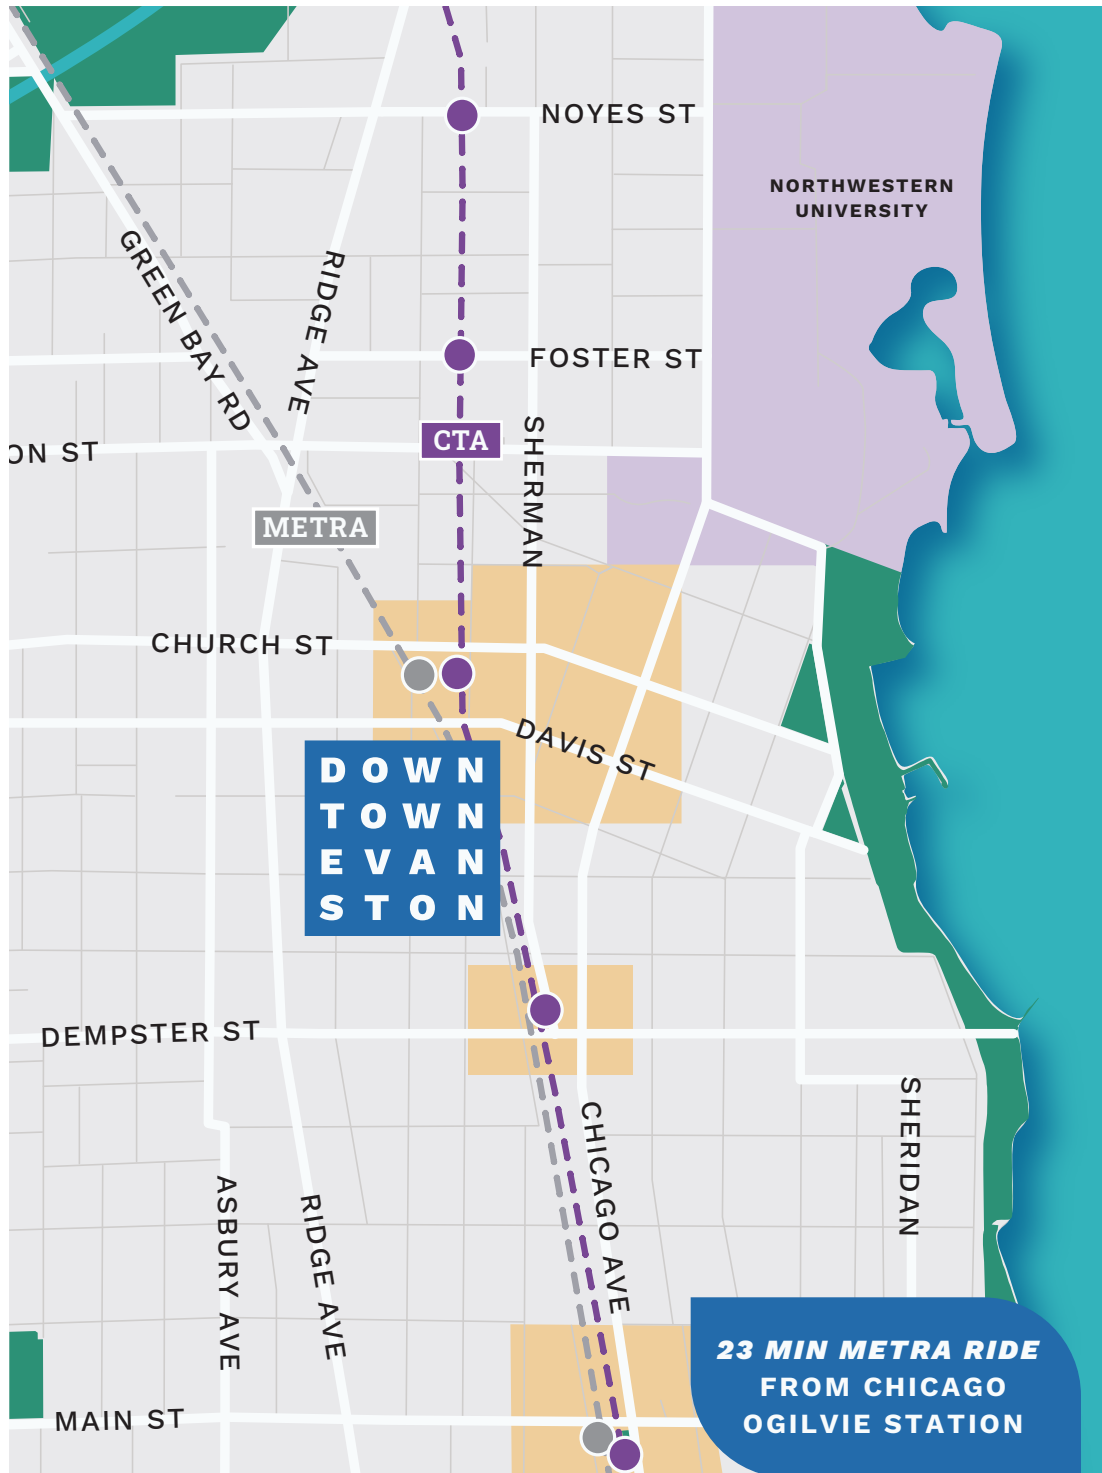 NOYES ST
NORTHWESTERN
UNIVERSITY
GREEN BAY RD
RIDGE AVE
FOSTER ST
ON ST
CTA
SHERMAN
METRA
CHURCH ST
DAVIS ST
DOWN
TOWN
EVAN
STON
DEMPSTER ST
SHERIDAN
CHICAGO AVE
ASBURY AVE
RIDGE AVE
23 MIN METRA RIDE
FROM CHICAGO
OGILVIE STATION
MAIN ST